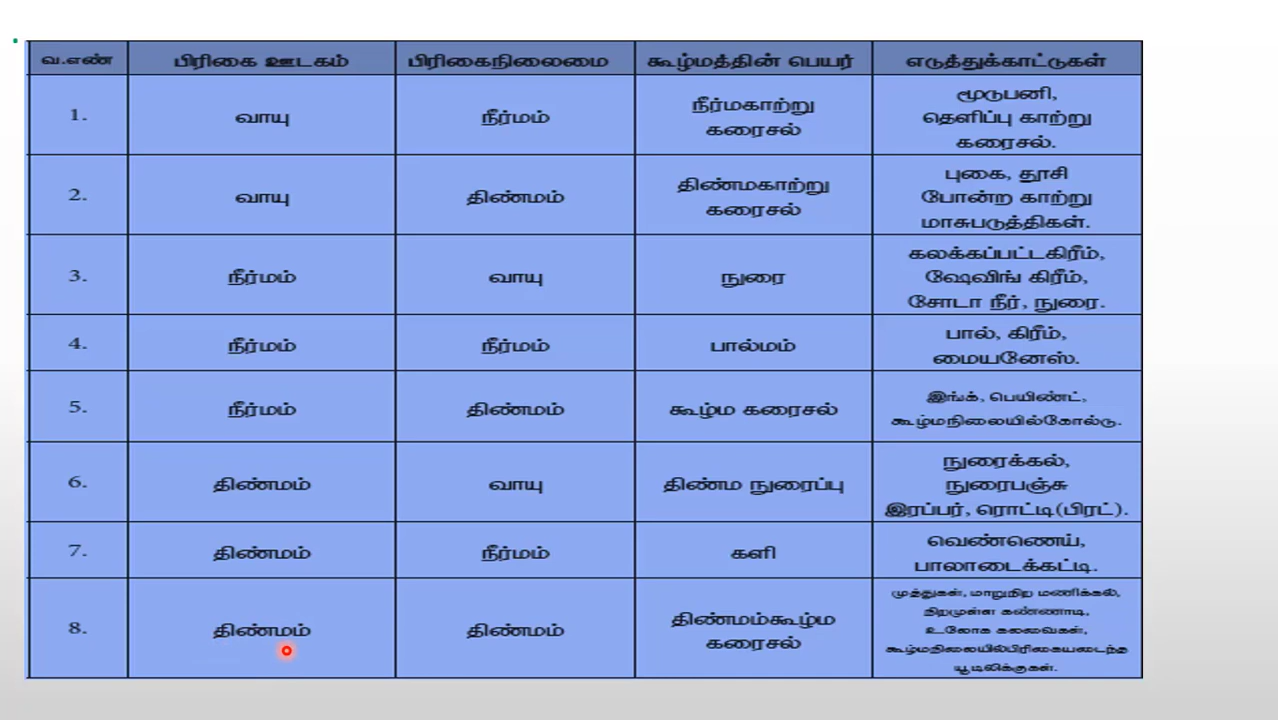 வ.எண் பிரிகை ஊடகம் பிரிகைநிலைமை கூழ்மத்தின் பெயர் எடுத்துக்காட்டுகள்
1. வாயு நீர்மம் நீர்மகாற்று கரைசல் மூடுபனி,
தெளிப்பு காற்று
கரைசல்.
2. வாயு திண்மம் திண்மகாற்று கரைசல் புகை, தூசி
போன்ற காற்று
மாசுபடுத்திகள்.
3. நீர்மம் வாயு நுரை கலக்கப்பட்டகிரீம்,
ஷேவிங் கிரீம்,
சோடா நீர், நுரை.
4. நீர்மம் நீர்மம் பால்மம் பால், கிரீம்,
மையனேஸ்.
5. நீர்மம் திண்மம் கூழ்ம கரைசல் இங்க், பெயிண்ட்,
கூழ்மநிலையில்கோல்டு.
6. திண்மம் வாயு திண்ம நுரைப்பு நுரைக்கல்,
நுரைபஞ்சு
இரப்பர், ரொட்டி(பிரட்).
7. திண்மம் நீர்மம் களி வெண்ணெய்,
பாலாடைக்கட்டி.
8. திண்மம் திண்மம் திண்மம்கூழ்ம கரைசல் முத்துகள், மாறுநிற மணிக்கல்,
நிறமுள்ள கண்ணாடி,
உலோக கலவைகள்,
கூழ்மநிலையில்பிரிகையடைந்த
யூடிலிக்குகள்.